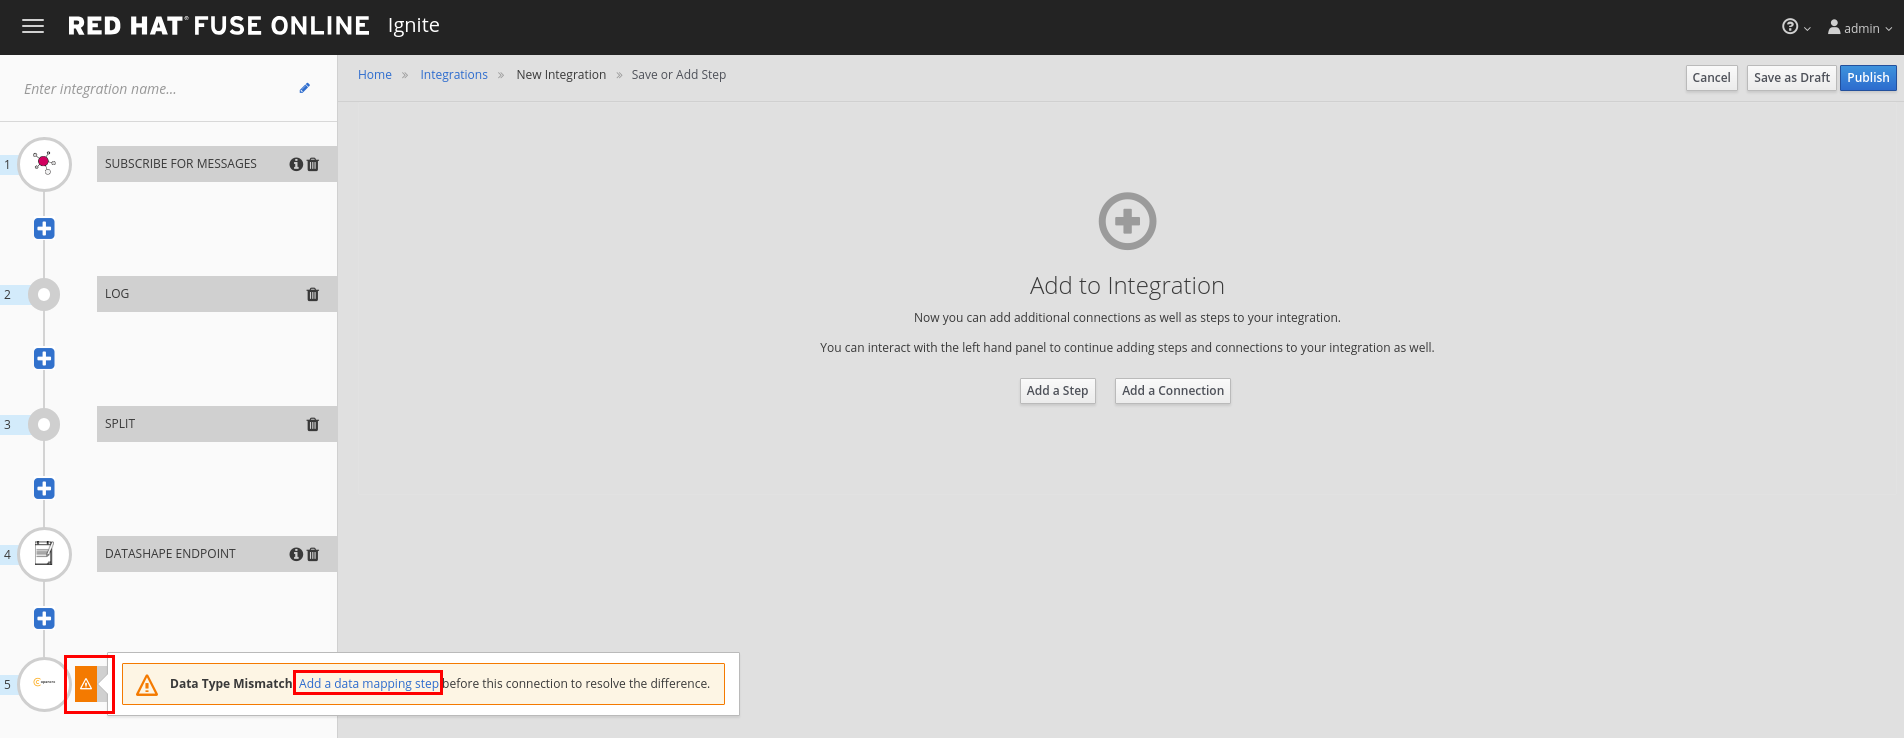 RED HAT® FUSE ONLINE Ignite
admin
Enter integration name...
Home » Integrations » New Integration » Save or Add Step
Cancel Save as Draft Publish
1 SUBSCRIBE FOR MESSAGES
2 LOG
3 SPLIT
4 DATASHAPE ENDPOINT
5
Add to Integration
Now you can add additional connections as well as steps to your integration.
You can interact with the left hand panel to continue adding steps and connections to your integration as well.
Add a Step Add a Connection
Data Type Mismatch Add a data mapping step before this connection to resolve the difference.